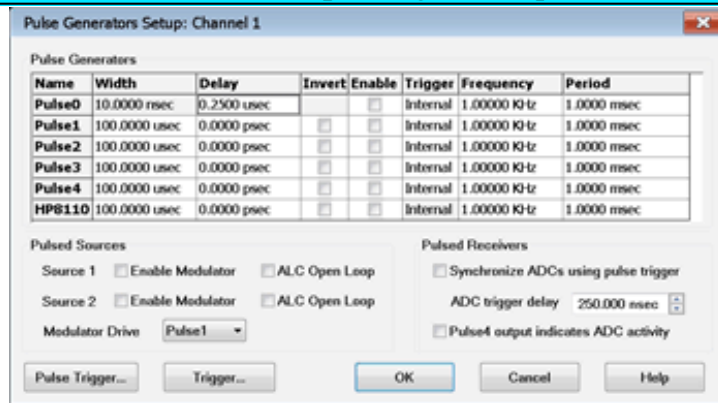 Pulse Generators Setup: Channel 1
Pulse Generators
Name Width Delay Invert Enable Trigger Frequency Period
Pulse0 10.0000 nsec 0.2500 usec Internal 1.00000 KHz 1.0000 msec
Pulse1 100.0000 usec 0.0000 psec Internal 1.00000 KHz 1.0000 msec
Pulse2 100.0000 usec 0.0000 psec Internal 1.00000 KHz 1.0000 msec
Pulse3 100.0000 usec 0.0000 psec Internal 1.00000 KHz 1.0000 msec
Pulse4 100.0000 usec 0.0000 psec Internal 1.00000 KHz 1.0000 msec
HP8110 100.0000 usec 0.0000 psec Internal 1.00000 KHz 1.0000 msec
Pulsed Sources
Source 1 Enable Modulator ALC Open Loop
Source 2 Enable Modulator ALC Open Loop
Modulator Drive Pulse1
Pulsed Receivers
Synchronize ADCs using pulse trigger
ADC trigger delay 250.000 nsec
Pulse4 output indicates ADC activity
Pulse Trigger... Trigger... OK Cancel Help